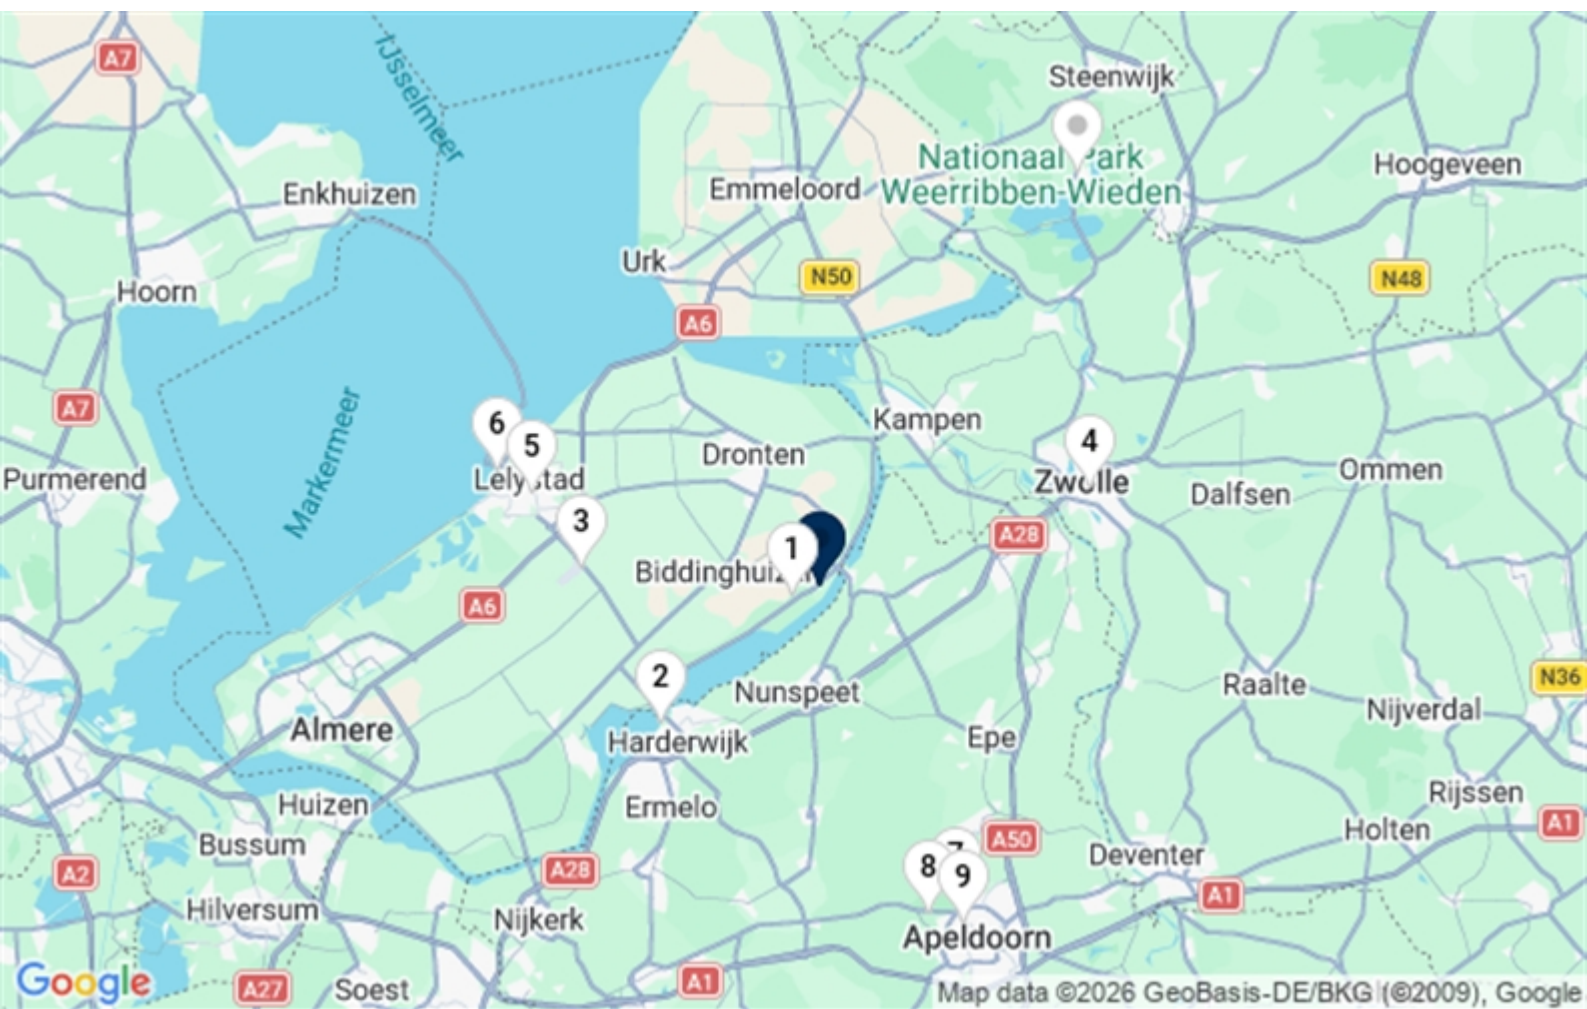 A7
IJsselmeer
Steenwijk
Nationaal Park
Weerribben-Wieden
Hoogeveen
Enkhuizen
Emmeloord
Urk
N50
N48
Hoorn
A6
A7
Markermeer
Kampen
6
5
4
Dronten
Purmerend
Lelystad
Zwolle
Ommen
Dalfsen
3
1
A28
Biddinghuizen
A6
2
Nunspeet
Raalte
N36
Nijverdal
Almere
Harderwijk
Epe
Huizen
Ermelo
Rijssen
Bussum
A50
Holten
A1
7
8
9
Deventer
A2
A28
A1
Hilversum
Nijkerk
Apeldoorn
Google
A27
Soest
A1
Map data ©2026 GeoBasis-DE/BKG (©2009), Google